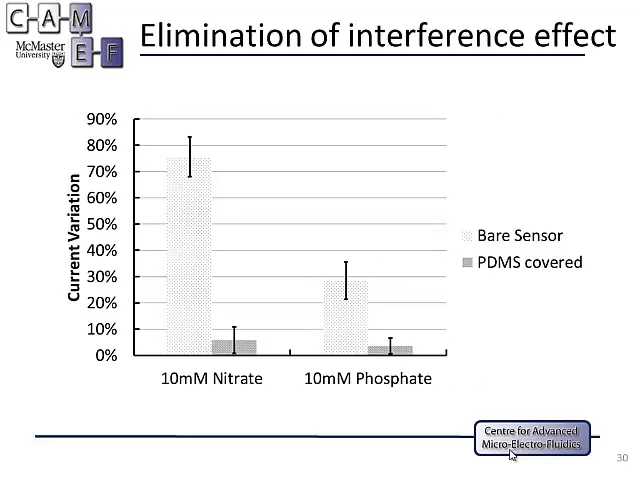 C-A-M
E-F
McMaster
University
Elimination of interference effect
90%
80%
70%
60%
50%
40%
30%
20%
10%
0%
Current Variation
10mM Nitrate
10mM Phosphate
Bare Sensor
PDMS covered
Centre for Advanced
Micro-Electro-Fluidics
30